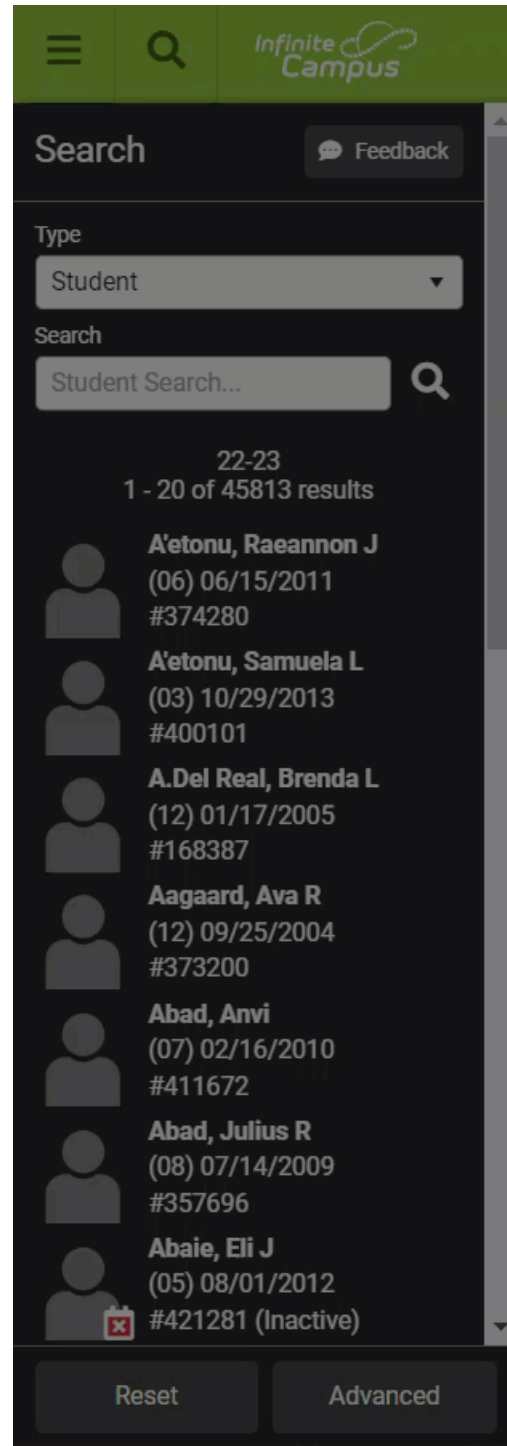 Infinite
Campus
Search
Feedback
Type
Student
Search
Student Search...
22-23
1 - 20 of 45813 results
A'etonu, Raeannon J
(06) 06/15/2011
#374280
A'etonu, Samuela L
(03) 10/29/2013
#400101
A.Del Real, Brenda L
(12) 01/17/2005
#168387
Aagaard, Ava R
(12) 09/25/2004
#373200
Abad, Anvi
(07) 02/16/2010
#411672
Abad, Julius R
(08) 07/14/2009
#357696
Abaie, Eli J
(05) 08/01/2012
#421281 (Inactive)
Reset
Advanced